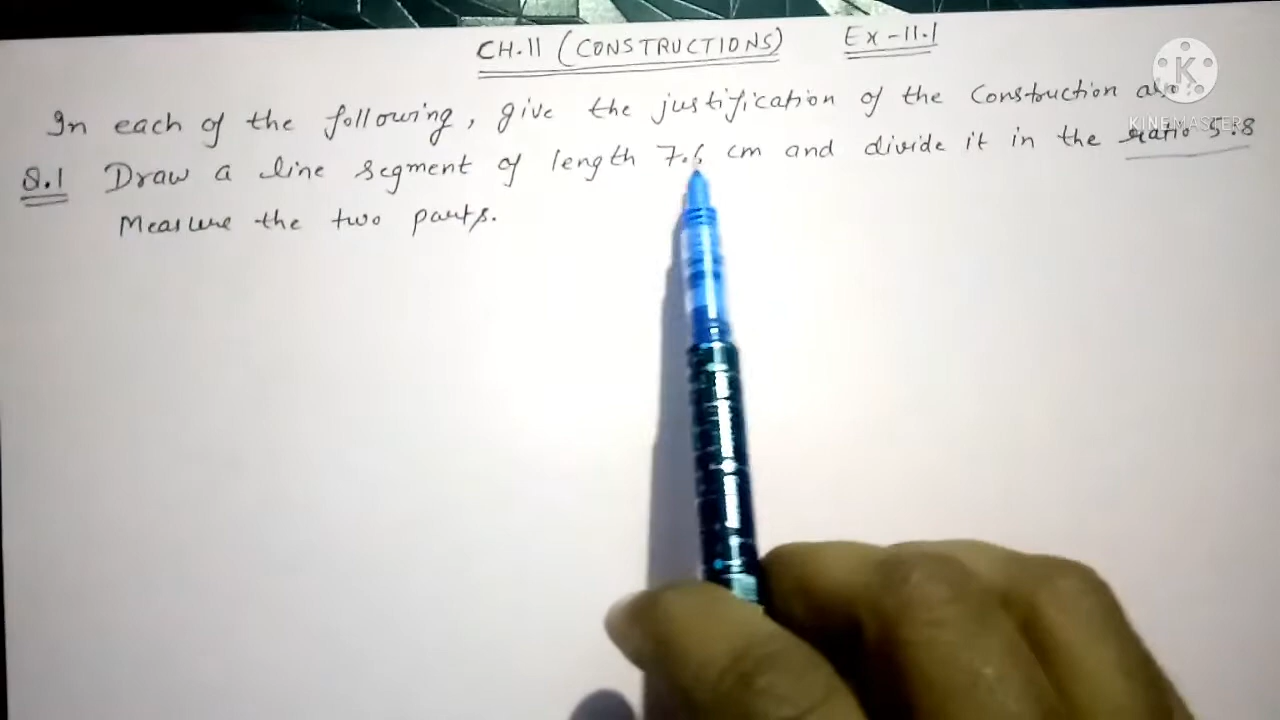 CH.11 (CONSTRUCTIONS) Ex-11.1
In each of the following, give the justification of the Construction also:
Q.1 Draw a line segment of length 7.6 cm and divide it in the ratio 5:8
Measure the two parts.
K
KINEMASTER